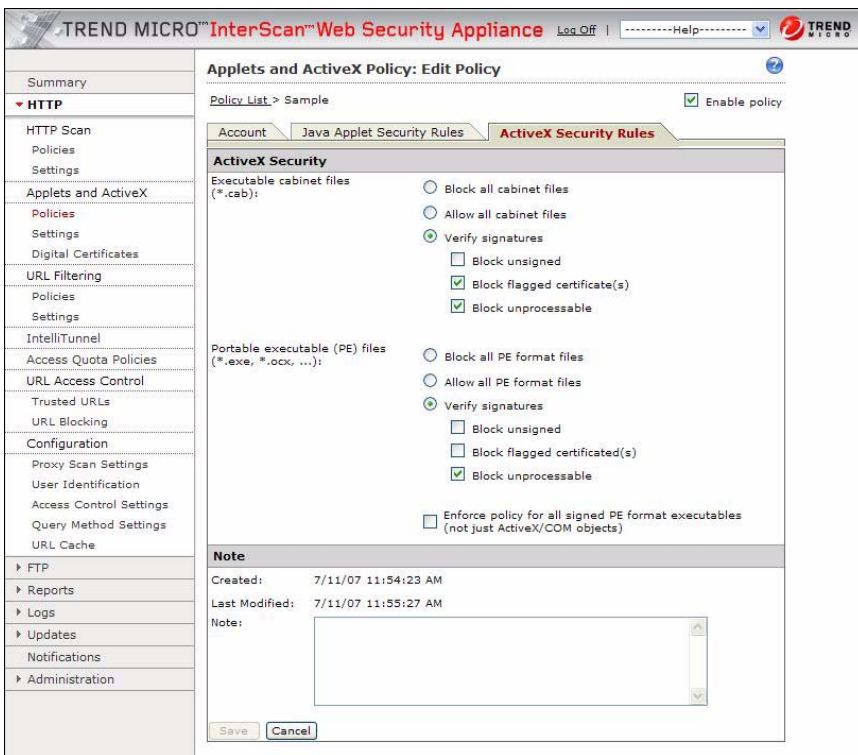 TREND MICRO™ InterScan™ Web Security Appliance Log Off | ---------Help---------
TREND MICRO
Summary
HTTP
HTTP Scan
Policies
Settings
Applets and ActiveX
Policies
Settings
Digital Certificates
URL Filtering
Policies
Settings
IntelliTunnel
Access Quota Policies
URL Access Control
Trusted URLs
URL Blocking
Configuration
Proxy Scan Settings
User Identification
Access Control Settings
Query Method Settings
URL Cache
FTP
Reports
Logs
Updates
Notifications
Administration
Applets and ActiveX Policy: Edit Policy
?
Policy List > Sample
Enable policy
Account
Java Applet Security Rules
ActiveX Security Rules
ActiveX Security
Executable cabinet files
(*.cab):
Block all cabinet files
Allow all cabinet files
Verify signatures
Block unsigned
Block flagged certificate(s)
Block unprocessable
Portable executable (PE) files
(*.exe, *.ocx, ...):
Block all PE format files
Allow all PE format files
Verify signatures
Block unsigned
Block flagged certificated(s)
Block unprocessable
Enforce policy for all signed PE format executables
(not just ActiveX/COM objects)
Note
Created: 7/11/07 11:54:23 AM
Last Modified: 7/11/07 11:55:27 AM
Note:
Save
Cancel